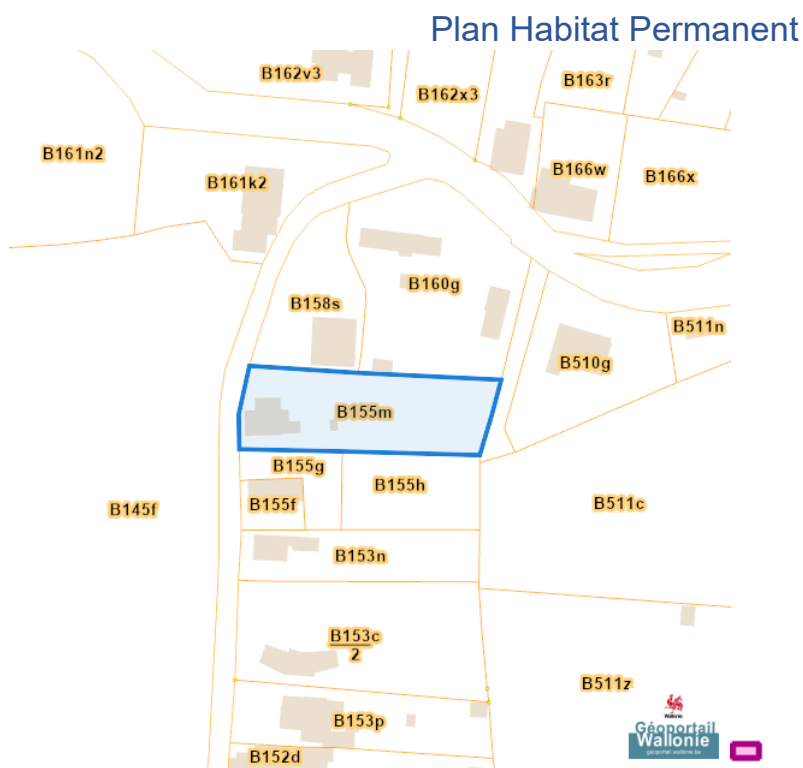 Plan Habitat Permanent
B162v3
B162x3
B163r
B161n2
B161k2
B166w
B166x
B160g
B158s
B511n
B510g
B155m
B155g
B155h
B155f
B145f
B511c
B153n
B153c
2
B511z
B153p
B152d
Wallonie
Géoportail
Wallonie
geoportail.wallonie.be